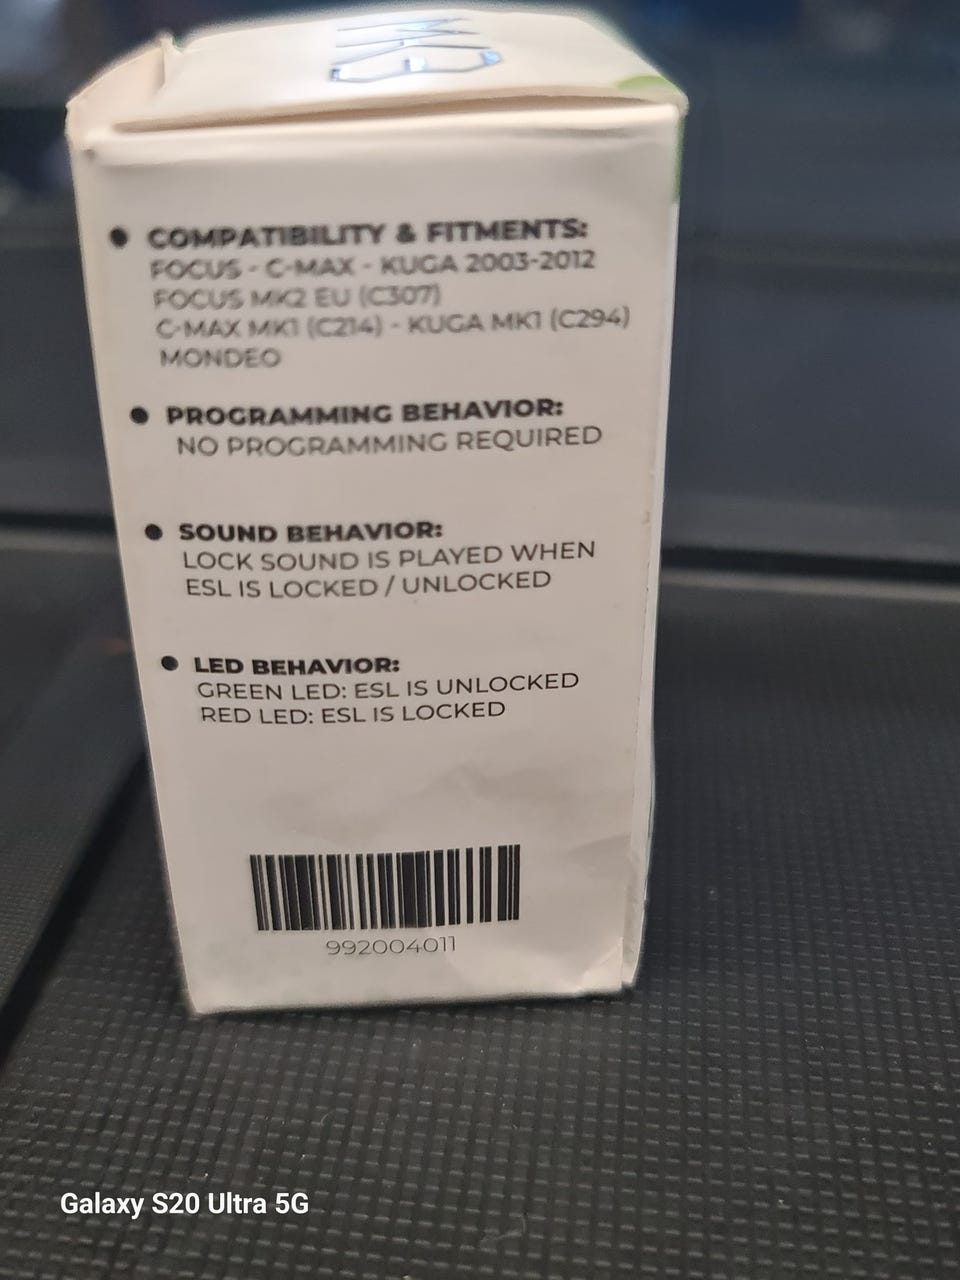 MK3
● COMPATIBILITY & FITMENTS:
FOCUS - C-MAX - KUGA 2003-2012
FOCUS MK2 EU (C307)
C-MAX MK1 (C214) - KUGA MK1 (C294)
MONDEO
● PROGRAMMING BEHAVIOR:
NO PROGRAMMING REQUIRED
● SOUND BEHAVIOR:
LOCK SOUND IS PLAYED WHEN
ESL IS LOCKED / UNLOCKED
● LED BEHAVIOR:
GREEN LED: ESL IS UNLOCKED
RED LED: ESL IS LOCKED
992004011
Galaxy S20 Ultra 5G